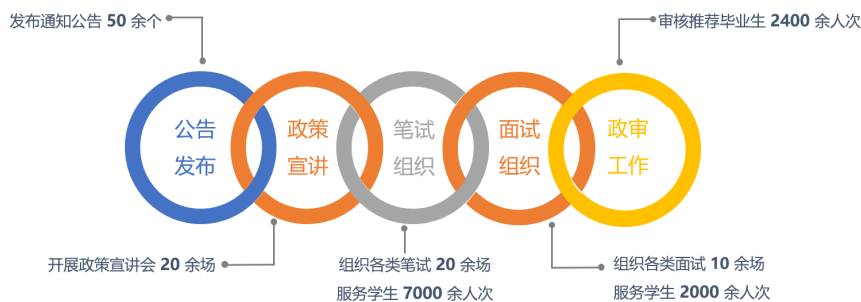 发布通知公告 50 余个
审核推荐毕业生 2400 余人次
公告
发布
政策
宣讲
笔试
组织
面试
组织
政审
工作
开展政策宣讲会 20 余场
组织各类笔试 20 余场
服务学生 7000 余人次
组织各类面试 10 余场
服务学生 2000 余人次